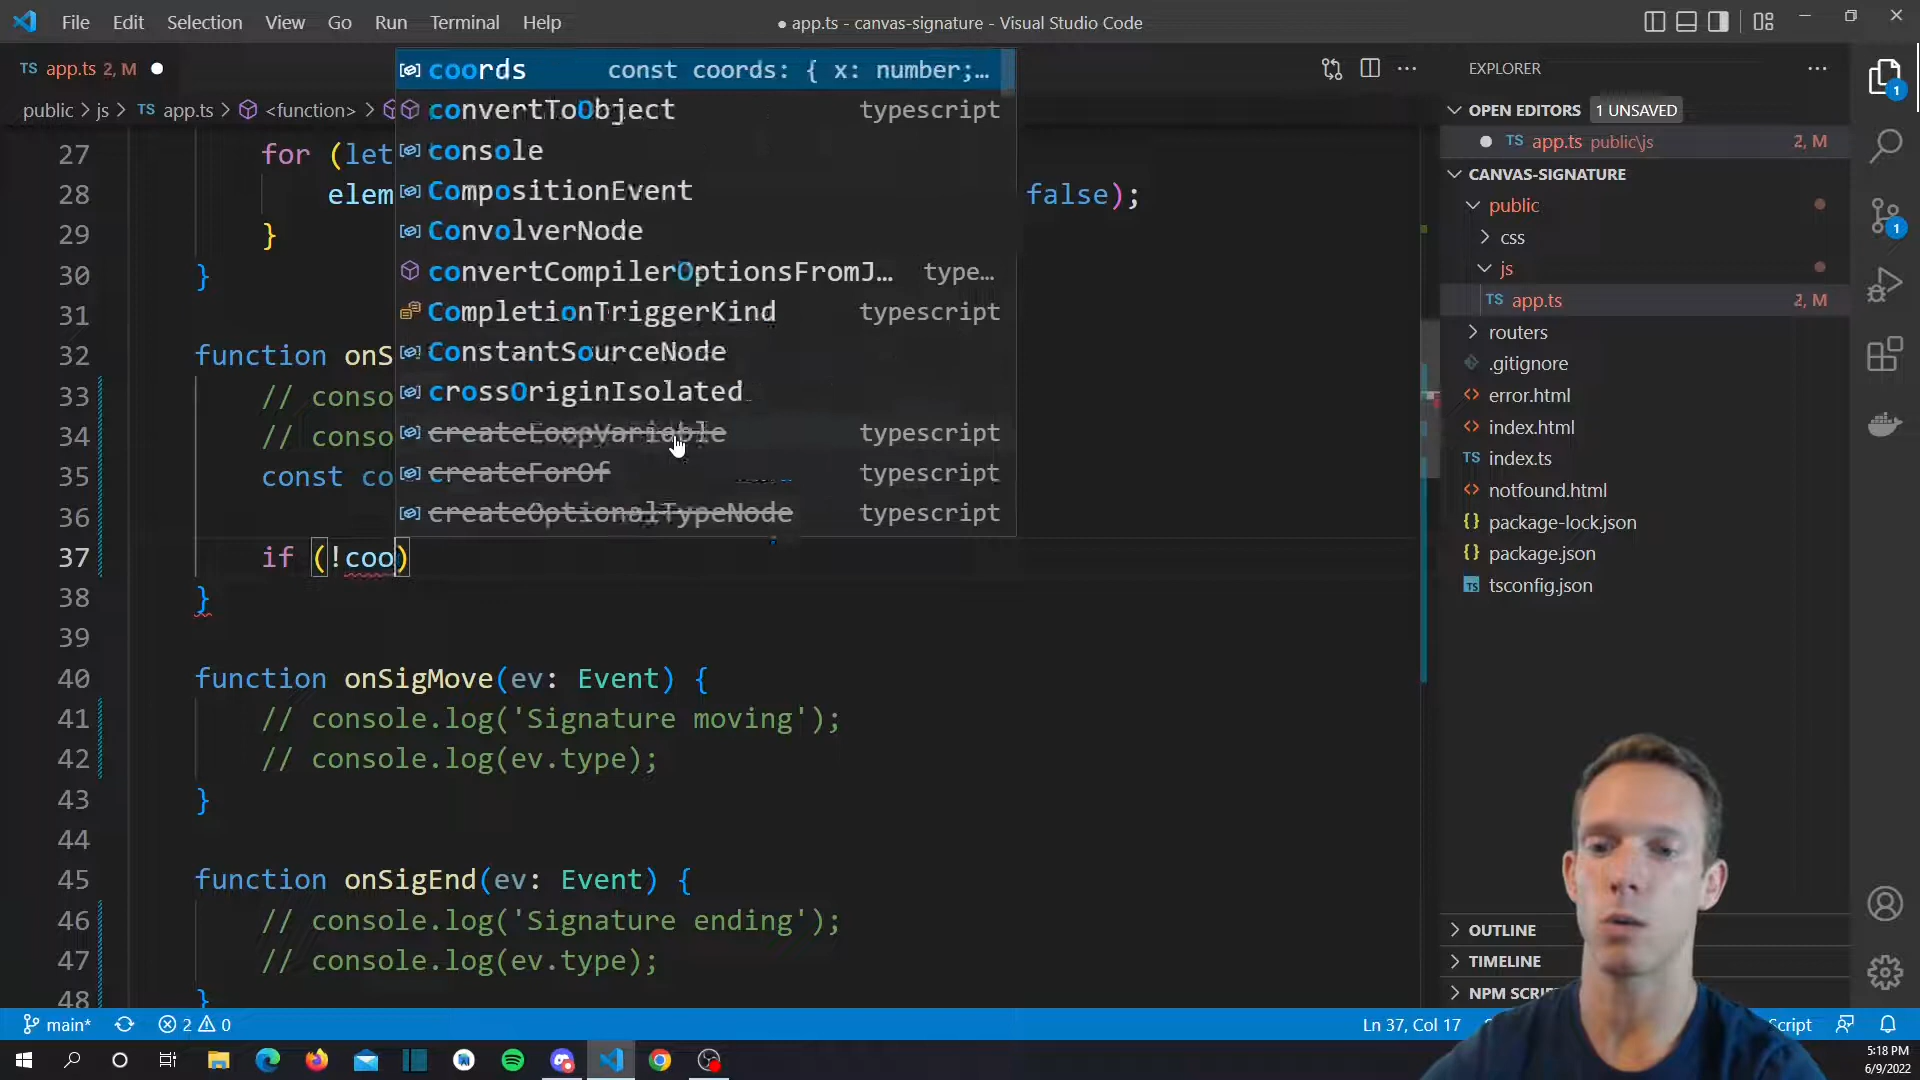 File Edit Selection View Go Run Terminal Help
● app.ts - canvas-signature - Visual Studio Code
TS app.ts 2, M ●
public > js > TS app.ts > <function> >
coords const coords: { x: number;…
convertToObject typescript
console
CompositionEvent
ConvolverNode
convertCompilerOptionsFromJ… type…
CompletionTriggerKind typescript
ConstantSourceNode
crossOriginIsolated
createLoopVariable typescript
createForOf typescript
createOptionalTypeNode typescript
27 for (let
28 elem false);
29 }
30 }
31
32 function onS
33 // conso
34 // conso
35 const co
36
37 if (!coo)
38 }
39
40 function onSigMove(ev: Event) {
41 // console.log('Signature moving');
42 // console.log(ev.type);
43 }
44
45 function onSigEnd(ev: Event) {
46 // console.log('Signature ending');
47 // console.log(ev.type);
48 }
EXPLORER
OPEN EDITORS 1 UNSAVED
● TS app.ts public\js 2, M
CANVAS-SIGNATURE
public
css
js
TS app.ts 2, M
routers
.gitignore
error.html
index.html
TS index.ts
notfound.html
package-lock.json
package.json
tsconfig.json
OUTLINE
TIMELINE
NPM SCRI
1
1
main* 2 0 Ln 37, Col 17 Script
5:18 PM
6/9/2022